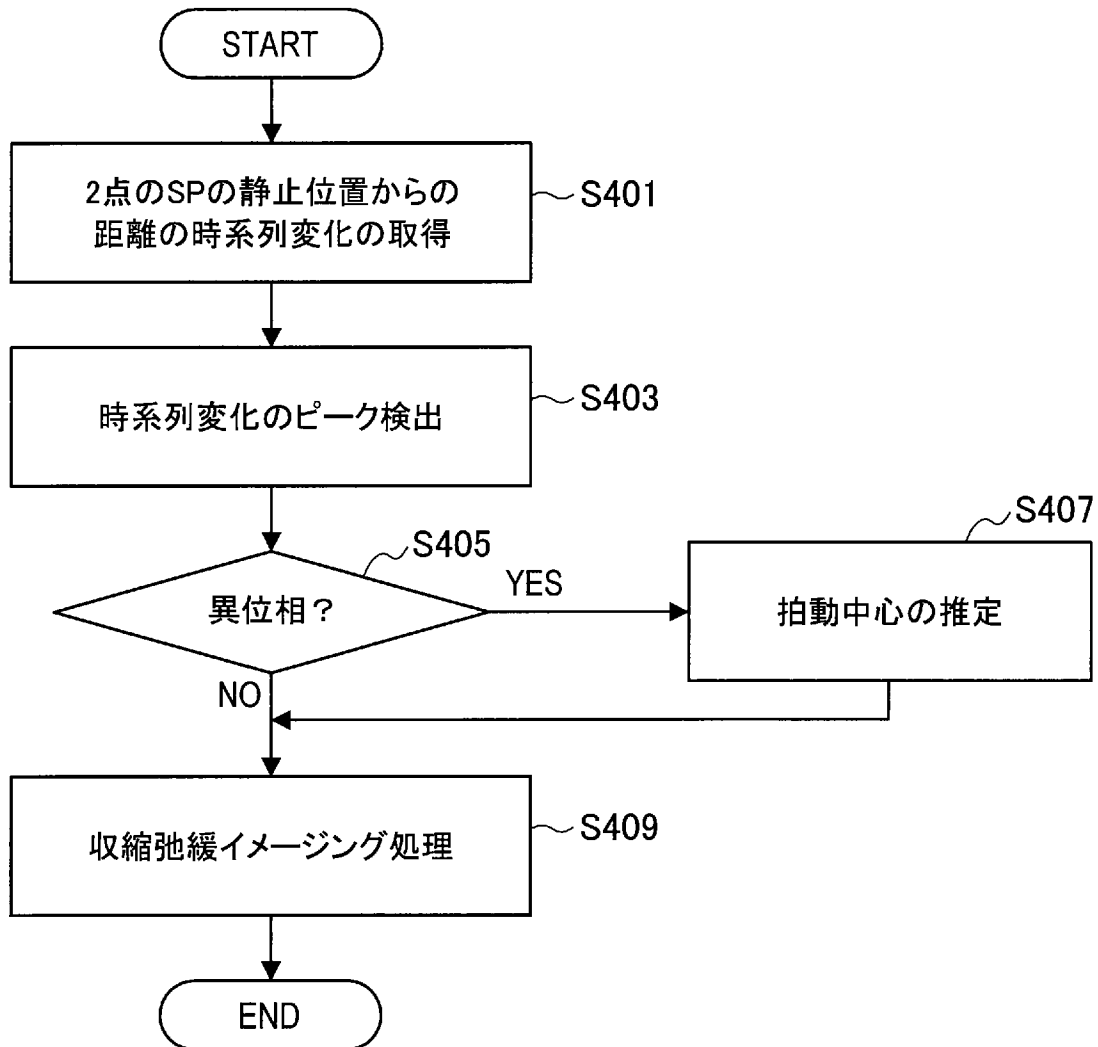 START
2点のSPの静止位置からの
距離の時系列変化の取得
S401
時系列変化のピーク検出
S403
S405
異位相？
YES
NO
S407
拍動中心の推定
収縮弛緩イメージング処理
S409
END